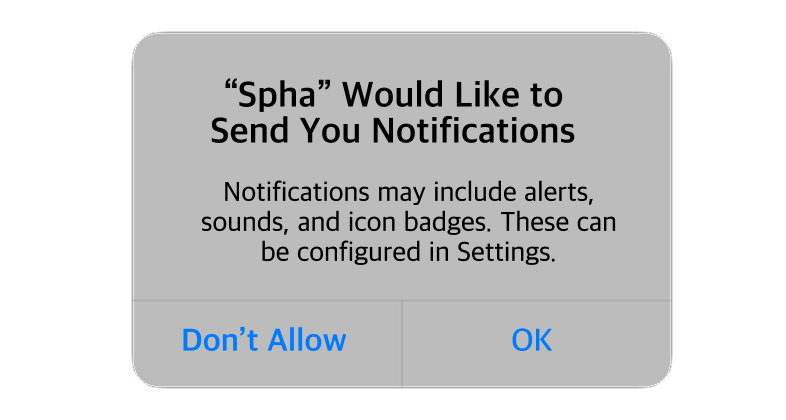 “Spha” Would Like to
Send You Notifications
Notifications may include alerts,
sounds, and icon badges. These can
be configured in Settings.
Don’t Allow
OK